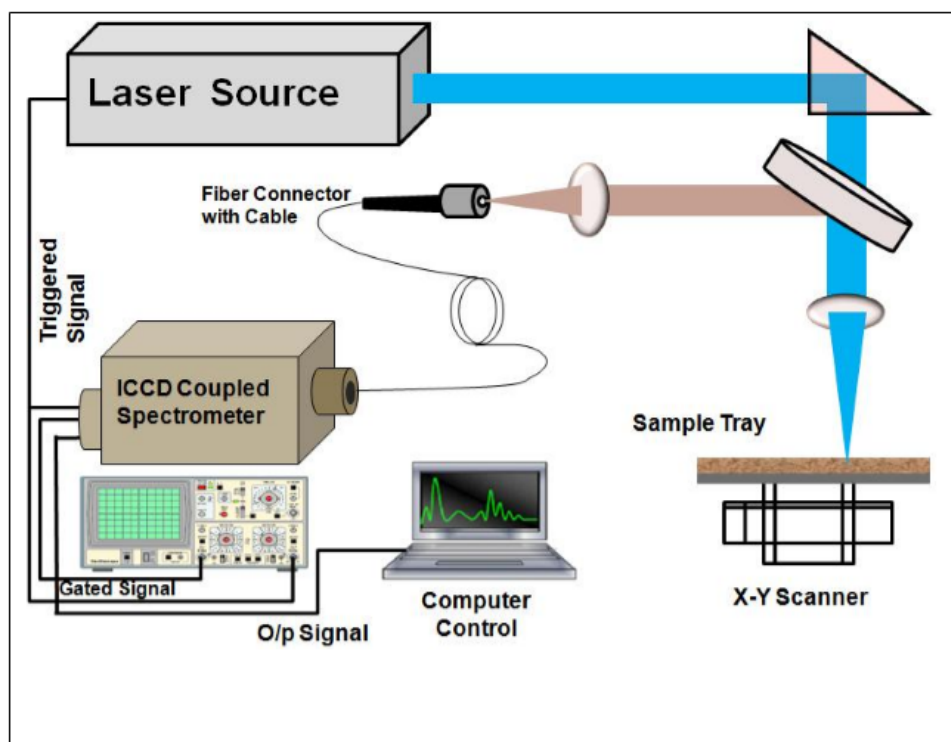 Laser Source
Fiber Connector
with Cable
Triggered
Signal
ICCD Coupled
Spectrometer
Sample Tray
Gated Signal
O/p Signal
Computer
Control
X-Y Scanner